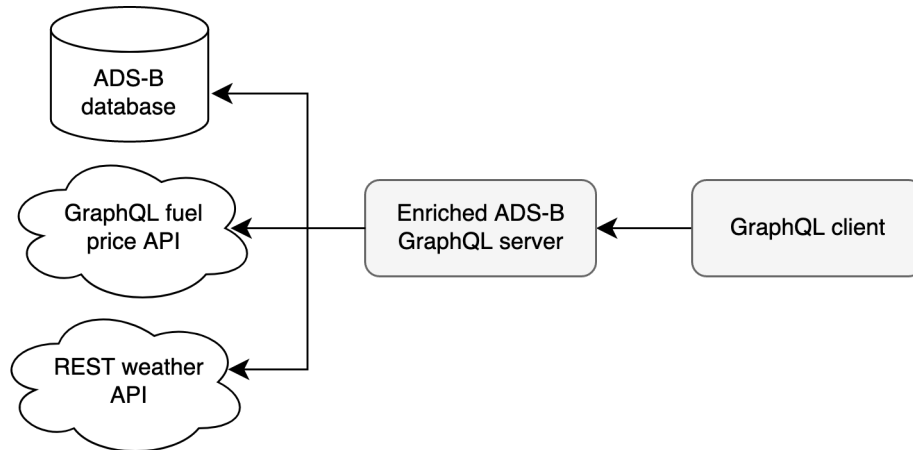 ADS-B
database
GraphQL fuel
price API
Enriched ADS-B
GraphQL server
GraphQL client
REST weather
API